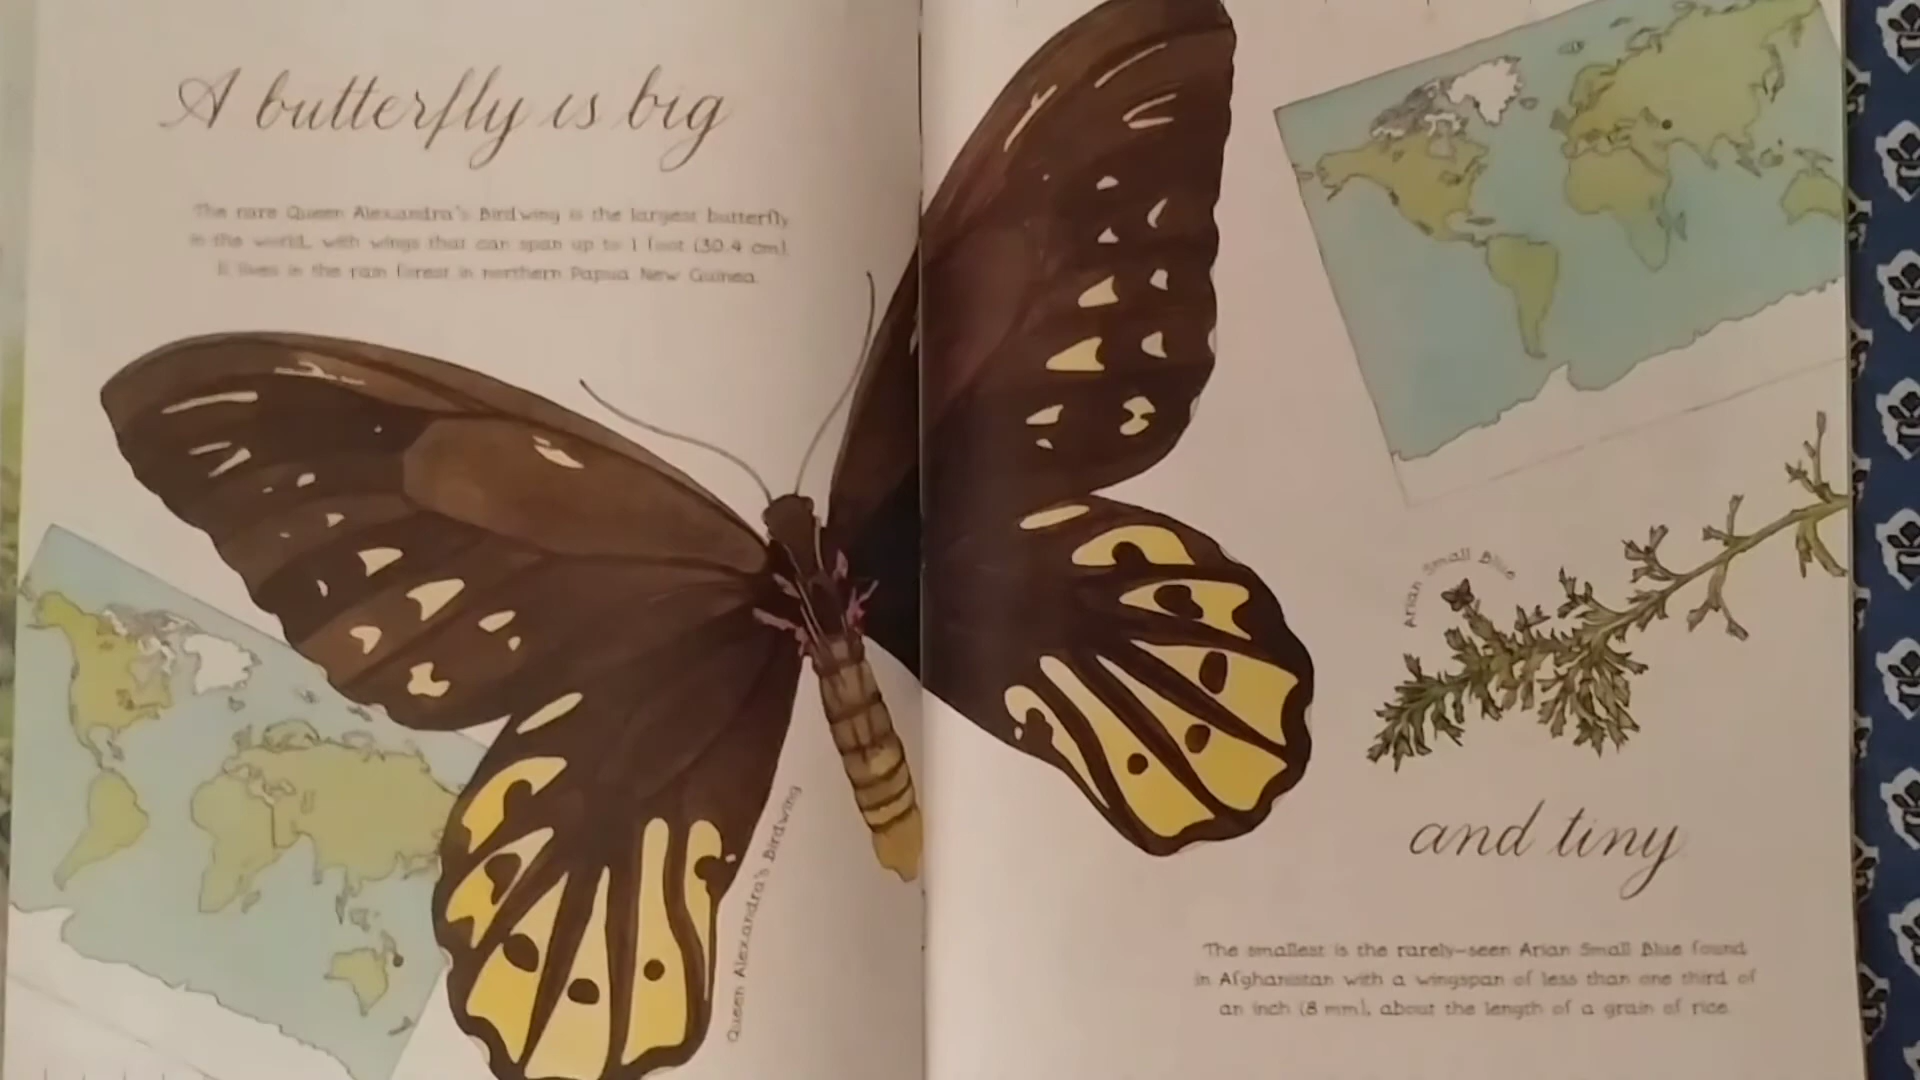 A butterfly is big
The rare Queen Alexandra's Birdwing is the largest butterfly
in the world, with wings that can span up to 1 foot (30.4 cm).
It lives in the rain forest in northern Papua New Guinea.
Queen Alexandra's Birdwing
Arian Small Blue
and tiny
The smallest is the rarely-seen Arian Small Blue found
in Afghanistan with a wingspan of less than one third of
an inch (8 mm), about the length of a grain of rice.